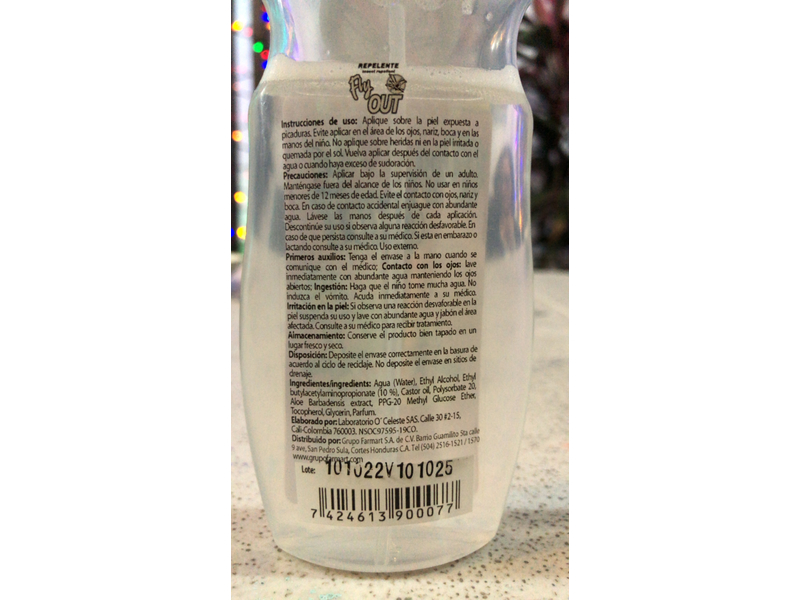 REPELENTE
insect repellent
Fly
OUT
Instrucciones de uso: Aplique sobre la piel expuesta a
picaduras. Evite aplicar en el área de los ojos, nariz, boca y en las
manos del niño. No aplique sobre heridas ni en la piel irritada o
quemada por el sol. Vuelva aplicar después del contacto con el
agua o cuando haya exceso de sudoración.
Precauciones: Aplicar bajo la supervisión de un adulto.
Manténgase fuera del alcance de los niños. No usar en niños
menores de 12 meses de edad. Evite el contacto con ojos, nariz y
boca. En caso de contacto accidental enjuague con abundante
agua. Lávese las manos después de cada aplicación.
Descontinúe su uso si observa alguna reacción desfavorable. En
caso de que persista consulte a su médico. Si esta en embarazo o
lactando consulte a su médico. Uso externo.
Primeros auxilios: Tenga el envase a la mano cuando se
comunique con el médico; Contacto con los ojos: lave
inmediatamente con abundante agua manteniendo los ojos
abiertos; Ingestión: Haga que el niño tome mucha agua. No
induzca el vómito. Acuda inmediatamente a su médico.
Irritación en la piel: Si observa una reacción desvaforable en la
piel suspenda su uso y lave con abundante agua y jabón el área
afectada. Consulte a su médico para recibir tratamiento.
Almacenamiento: Conserve el producto bien tapado en un
lugar fresco y seco.
Disposición: Deposite el envase correctamente en la basura de
acuerdo al ciclo de reciclaje. No deposite el envase en sitios de
drenaje.
Ingredientes/ingredients: Agua (Water), Ethyl Alcohol, Ethyl
butylacetylaminopropionate (10 %), Castor oil, Polysorbate 20,
Aloe Barbadensis extract, PPG-20 Methyl Glucose Ether,
Tocopherol, Glycerin, Parfum.
Elaborado por: Laboratorio O´Celeste SAS. Calle 30 #2-15,
Cali-Colombia 760003. NSOC97595-19CO.
Distribuido por: Grupo Farmart S.A. de C.V. Barrio Guamilito 5ta calle
9 ave, San Pedro Sula, Cortes Honduras C.A. Tel (504) 2516-1521 / 1570
www.grupofarmart.com
Lote: 101022V101025
7 424613 900077